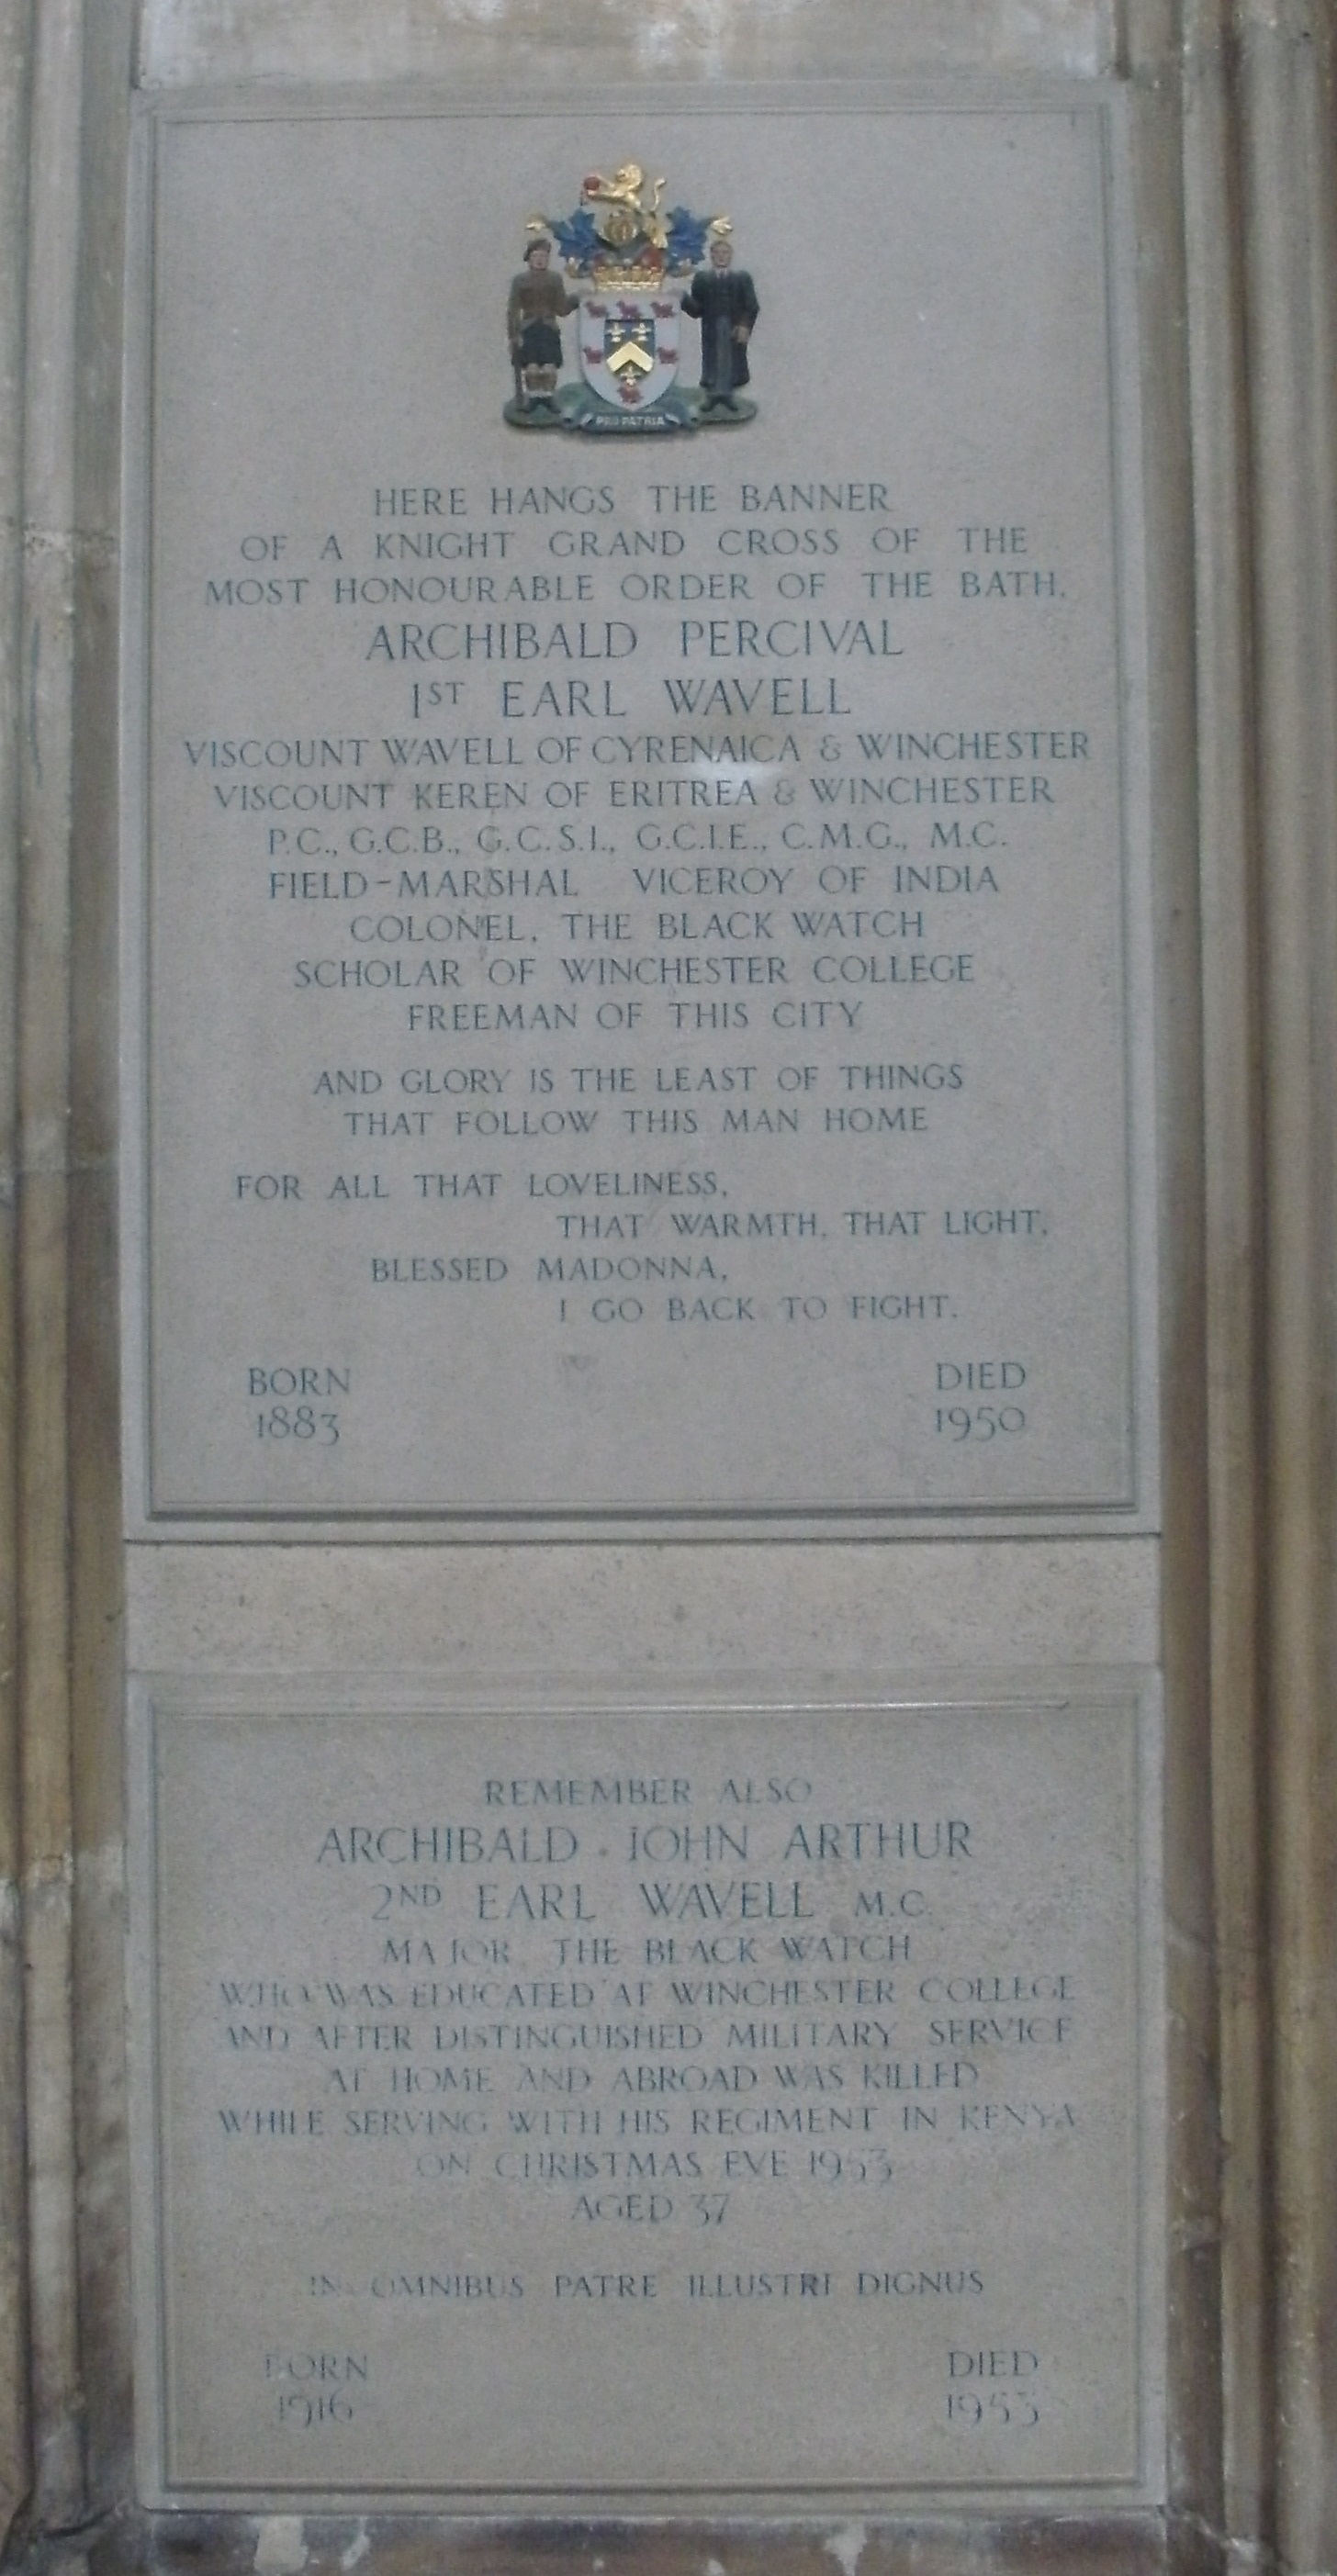 PRO PATRIA
HERE HANGS THE BANNER
OF A KNIGHT GRAND CROSS OF THE
MOST HONOURABLE ORDER OF THE BATH,
ARCHIBALD PERCIVAL
1ST EARL WAVELL
VISCOUNT WAVELL OF CYRENAICA & WINCHESTER
VISCOUNT KEREN OF ERITREA & WINCHESTER
P.C., G.C.B., G.C.S.I., G.C.I.E., C.M.G., M.C.
FIELD-MARSHAL VICEROY OF INDIA
COLONEL, THE BLACK WATCH
SCHOLAR OF WINCHESTER COLLEGE
FREEMAN OF THIS CITY
AND GLORY IS THE LEAST OF THINGS
THAT FOLLOW THIS MAN HOME
FOR ALL THAT LOVELINESS,
THAT WARMTH, THAT LIGHT,
BLESSED MADONNA,
I GO BACK TO FIGHT.
BORN DIED
1883 1950
REMEMBER ALSO
ARCHIBALD JOHN ARTHUR
2ND EARL WAVELL M.C.
MAJOR THE BLACK WATCH
WHO WAS EDUCATED AT WINCHESTER COLLEGE
AND AFTER DISTINGUISHED MILITARY SERVICE
AT HOME AND ABROAD WAS KILLED
WHILE SERVING WITH HIS REGIMENT IN KENYA
ON CHRISTMAS EVE 1953
AGED 37
IN OMNIBUS PATRE ILLUSTRI DIGNUS
BORN DIED
1916 1953